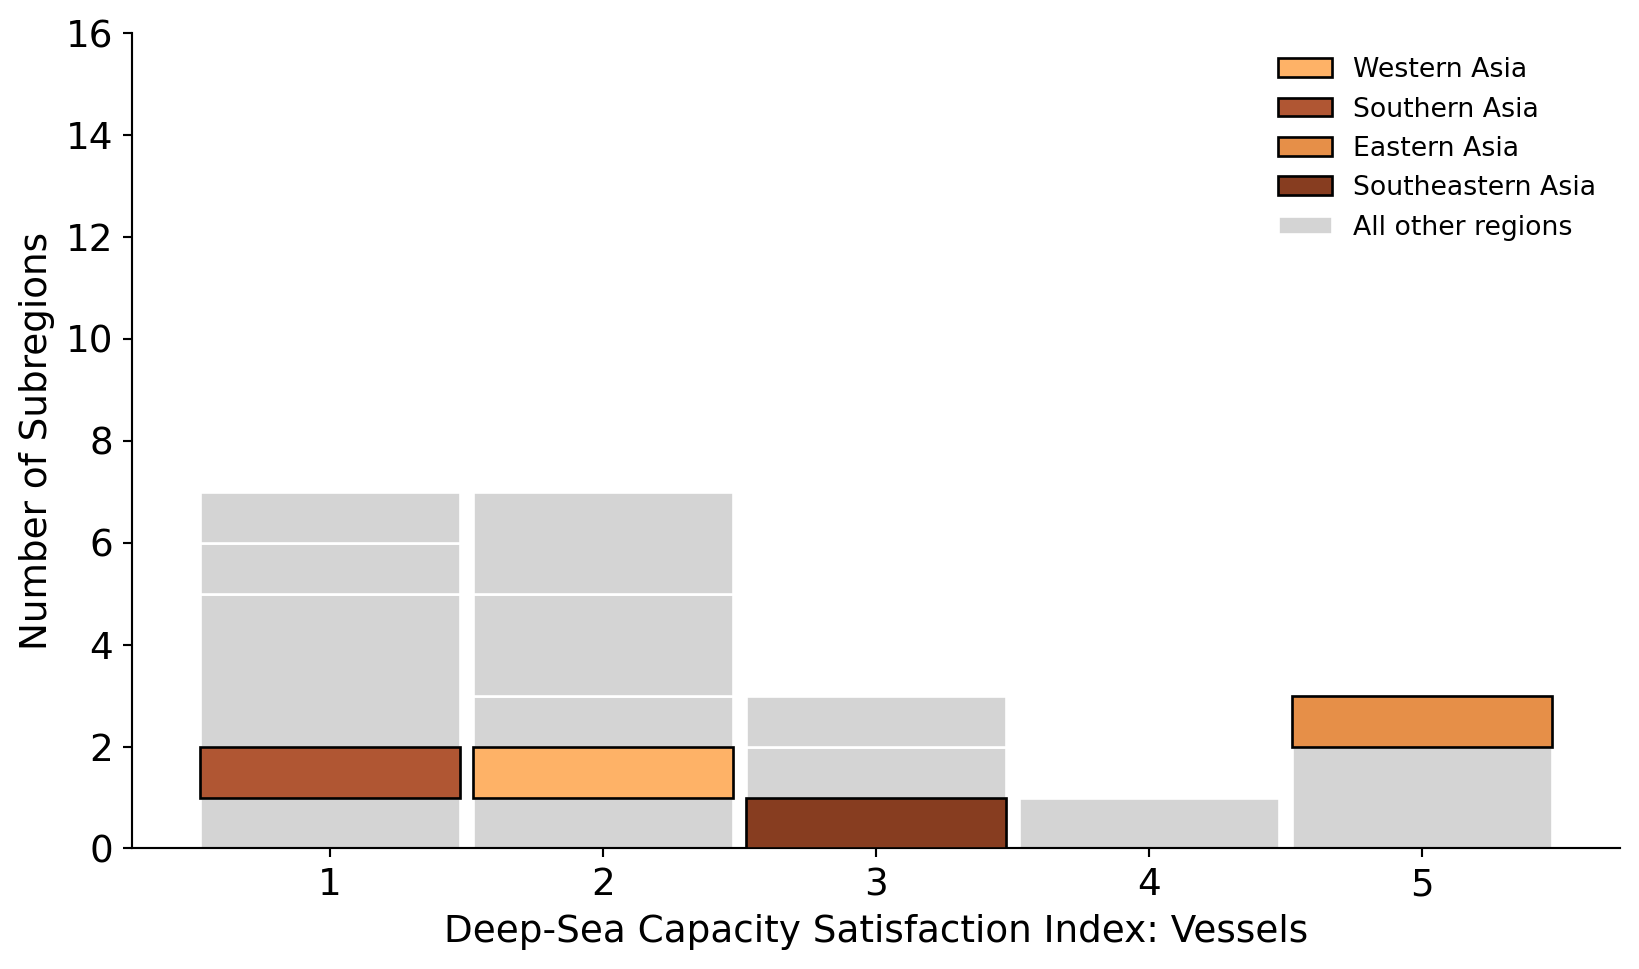 16
14
12
10
8
6
4
2
0
Number of Subregions
Western Asia
Southern Asia
Eastern Asia
Southeastern Asia
All other regions
1 2 3 4 5
Deep-Sea Capacity Satisfaction Index: Vessels